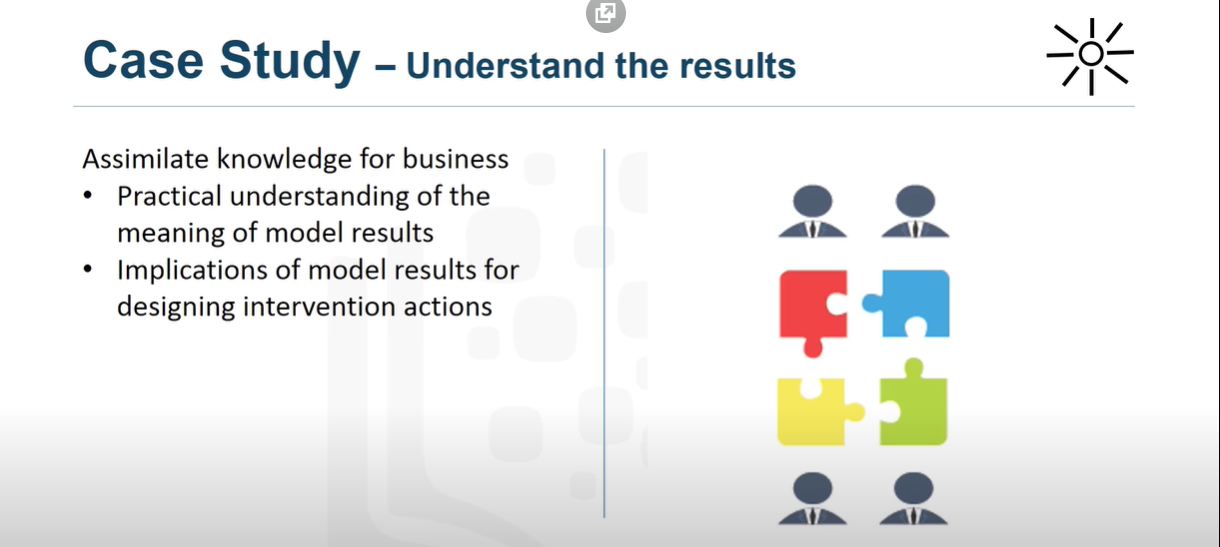 Case Study – Understand the results
Assimilate knowledge for business
• Practical understanding of the
meaning of model results
• Implications of model results for
designing intervention actions